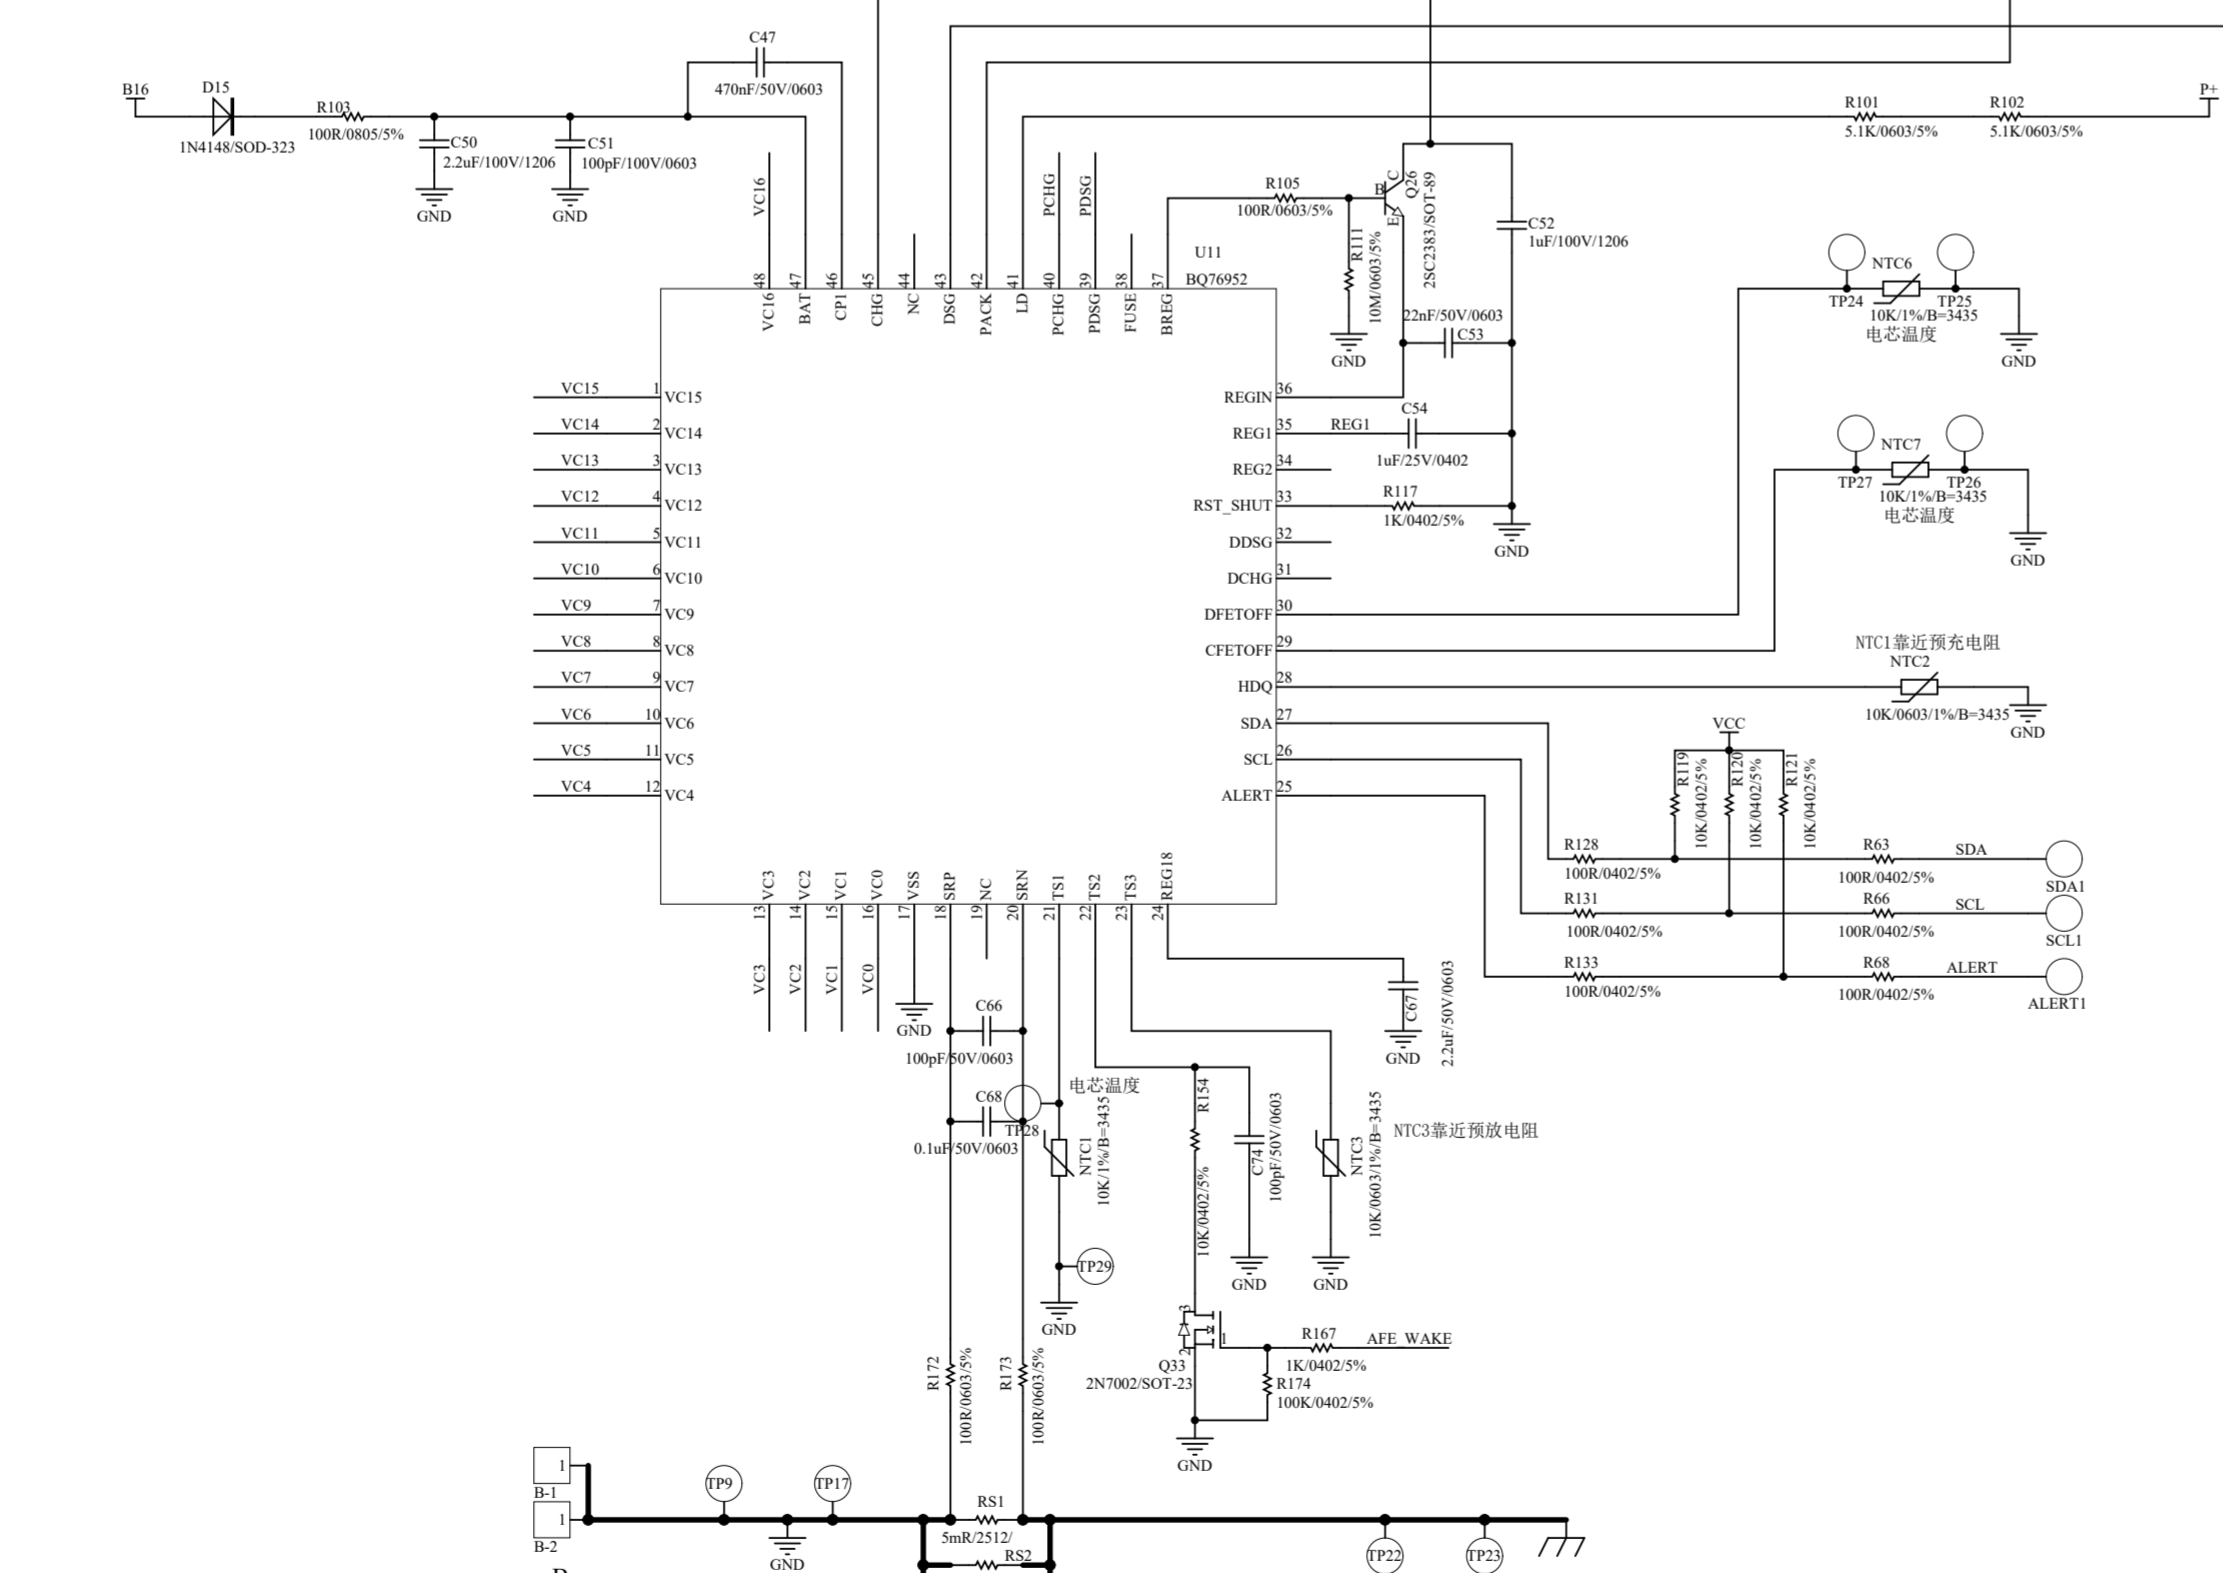 C47
470nF/50V/0603
B16
D15
1N4148/SOD-323
R103
100R/0805/5%
C50
2.2uF/100V/1206
C51
100pF/100V/0603
GND
GND
R101
5.1K/0603/5%
R102
5.1K/0603/5%
P+
VC16
PCHG
PDSG
R105
100R/0603/5%
B
C
E
Q26
2SC2383/SOT-89
R111
10M/0603/5%
GND
C52
1uF/100V/1206
22nF/50V/0603
C53
U11
BQ76952
48
47
46
45
44
43
42
41
40
39
38
37
VC16
BAT
CP1
CHG
NC
DSG
PACK
LD
PCHG
PDSG
FUSE
BREG
VC15 1 VC15
VC14 2 VC14
VC13 3 VC13
VC12 4 VC12
VC11 5 VC11
VC10 6 VC10
VC9 7 VC9
VC8 8 VC8
VC7 9 VC7
VC6 10 VC6
VC5 11 VC5
VC4 12 VC4
REGIN 36
REG1 35 REG1
REG2 34
RST_SHUT 33
DDSG 32
DCHG 31
DFETOFF 30
CFETOFF 29
HDQ 28
SDA 27
SCL 26
ALERT 25
C54
1uF/25V/0402
R117
1K/0402/5%
GND
NTC6
TP24
TP25
10K/1%/B=3435
电芯温度
GND
NTC7
TP27
TP26
10K/1%/B=3435
电芯温度
GND
NTC1靠近预充电阻
NTC2
10K/0603/1%/B=3435
GND
VCC
R119
10K/0402/5%
R120
10K/0402/5%
R121
10K/0402/5%
R128
100R/0402/5%
R63
100R/0402/5%
SDA
SDA1
R131
100R/0402/5%
R66
100R/0402/5%
SCL
SCL1
R133
100R/0402/5%
R68
100R/0402/5%
ALERT
ALERT1
VC3
VC2
VC1
VC0
VSS
SRP
NC
SRN
TS1
TS2
TS3
REG18
13
14
15
16
17
18
19
20
21
22
23
24
VC3
VC2
VC1
VC0
GND
C66
100pF/50V/0603
C68
0.1uF/50V/0603
TP28
电芯温度
NTC1
10K/1%/B=3435
TP29
GND
C67
2.2uF/50V/0603
GND
R154
10K/0402/5%
C74
100pF/50V/0603
GND
NTC3
10K/0603/1%/B=3435
NTC3靠近预放电阻
GND
3
2
1
Q33
2N7002/SOT-23
R167
1K/0402/5%
AFE_WAKE
R174
100K/0402/5%
GND
R172
100R/0603/5%
R173
100R/0603/5%
1
B-1
1
B-2
TP9
TP17
GND
RS1
5mR/2512/
RS2
TP22
TP23